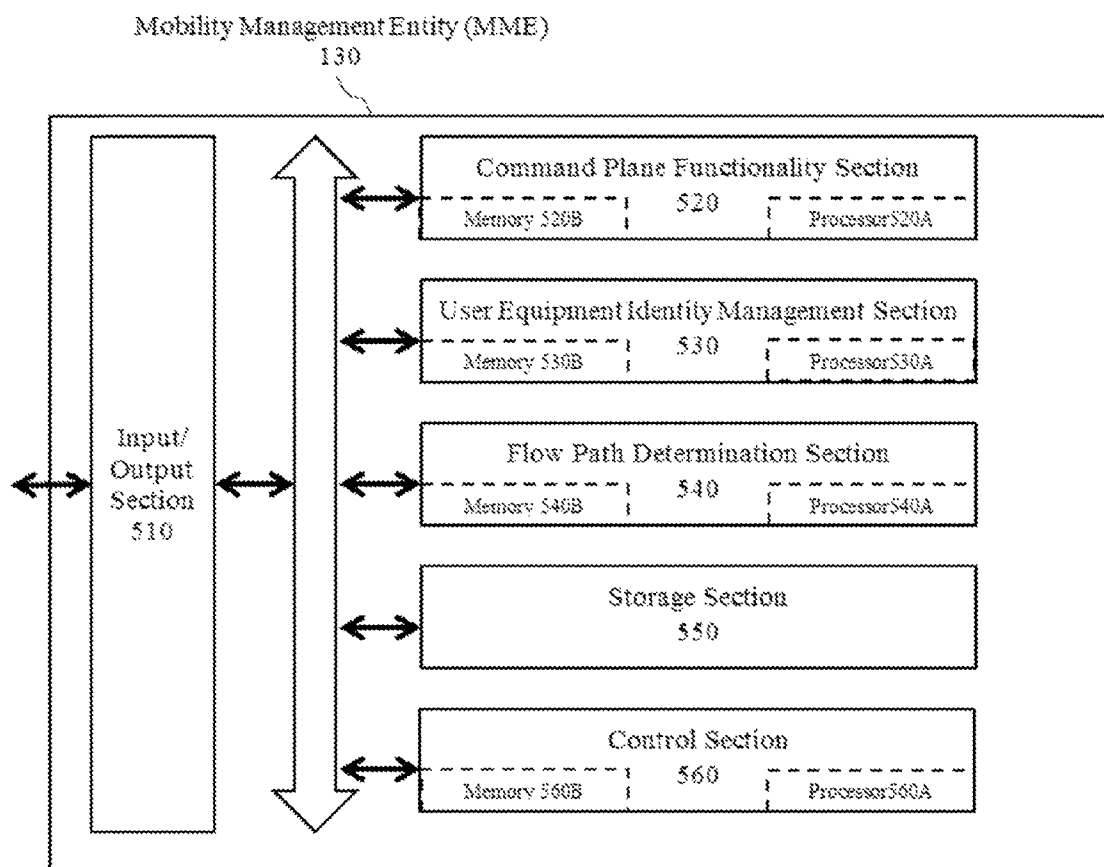 Mobility Management Entity (MME)
130
Input/
Output
Section
510
Command Plane Functionality Section
520
Memory 520B
Processor520A
User Equipment Identity Management Section
530
Memory 530B
Processor530A
Flow Path Determination Section
540
Memory 540B
Processor540A
Storage Section
550
Control Section
560
Memory 560B
Processor560A